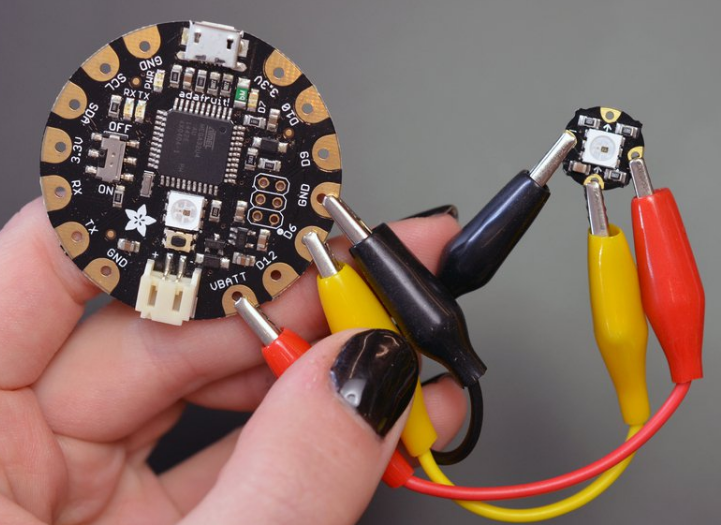 GND
SCL
SDA
3.3V
RX
TX
GND
PWR
RXTX
OFF
ON
adafruit!
3.3V
D10
D7
D9
GND
D6
D12
VBATT